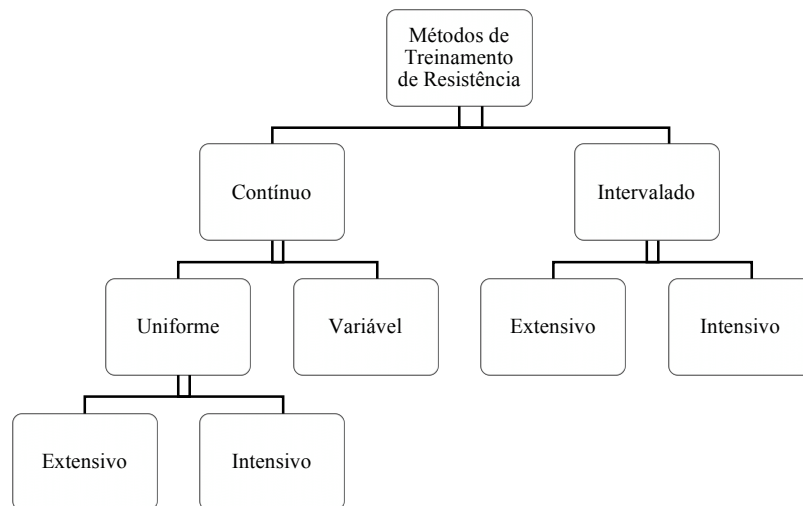 Métodos de
Treinamento
de Resistência
Contínuo
Intervalado
Uniforme
Variável
Extensivo
Intensivo
Extensivo
Intensivo